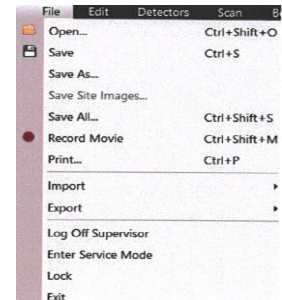 File Edit Detectors Scan
Open... Ctrl+Shift+O
Save Ctrl+S
Save As...
Save Site Images...
Save All... Ctrl+Shift+S
Record Movie Ctrl+Shift+M
Print... Ctrl+P
Import
Export
Log Off Supervisor
Enter Service Mode
Lock
Exit